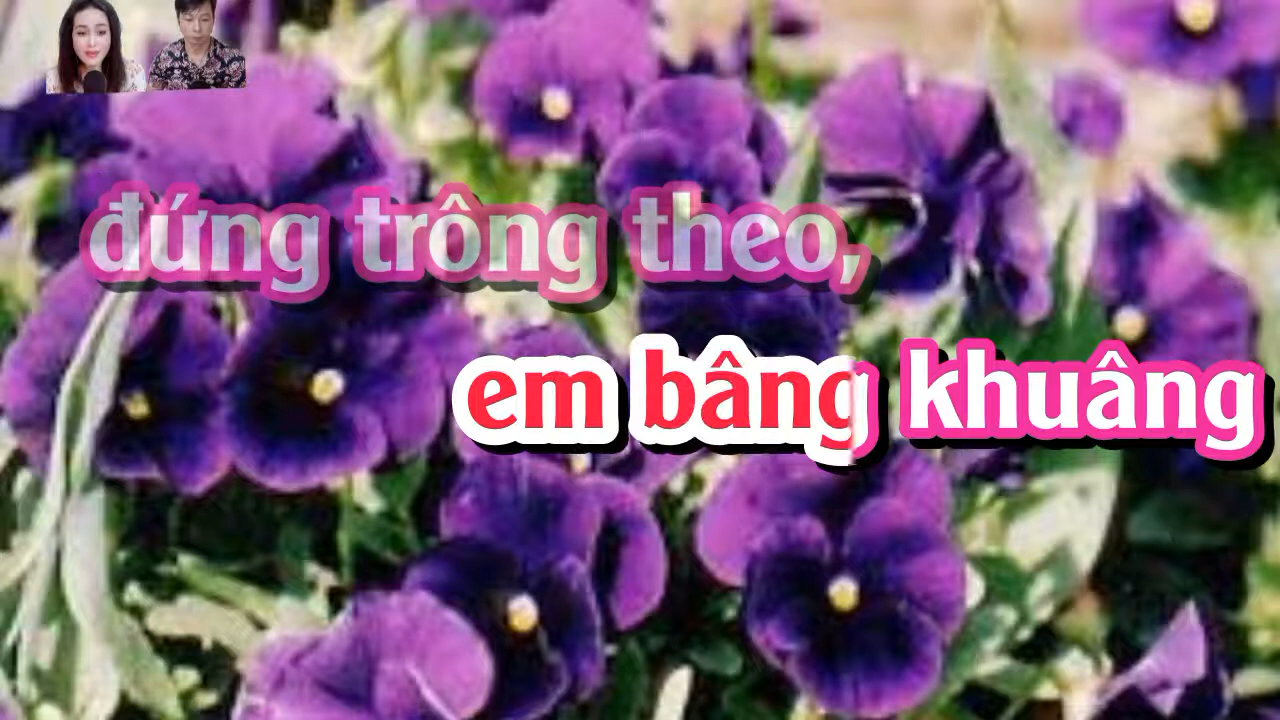 đứng trông theo,
em bâng khuâng